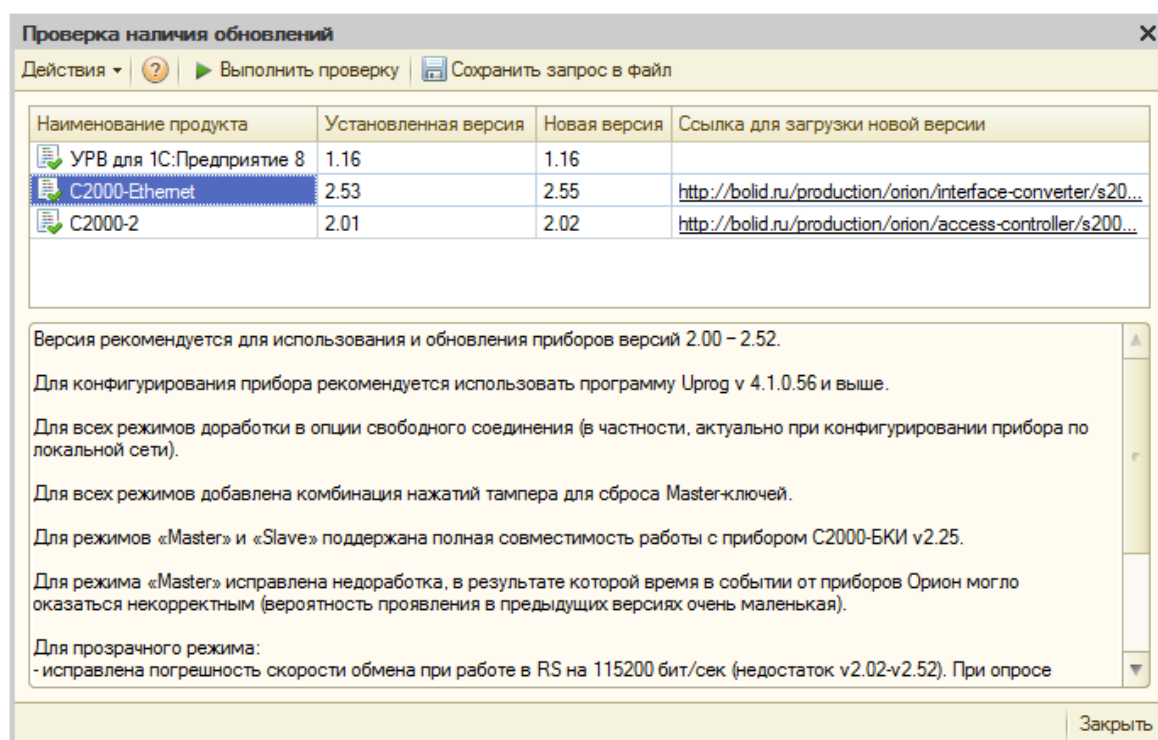 Проверка наличия обновлений
Действия Выполнить проверку Сохранить запрос в файл
Наименование продукта Установленная версия Новая версия Ссылка для загрузки новой версии
УРВ для 1С:Предприятие 8 1.16 1.16
С2000-Ethernet 2.53 2.55 http://bolid.ru/production/orion/interface-converter/s20...
С2000-2 2.01 2.02 http://bolid.ru/production/orion/access-controller/s200...
Версия рекомендуется для использования и обновления приборов версий 2.00 – 2.52.
Для конфигурирования прибора рекомендуется использовать программу Uprog v 4.1.0.56 и выше.
Для всех режимов доработки в опции свободного соединения (в частности, актуально при конфигурировании прибора по
локальной сети).
Для всех режимов добавлена комбинация нажатий тампера для сброса Master-ключей.
Для режимов «Master» и «Slave» поддержана полная совместимость работы с прибором С2000-БКИ v2.25.
Для режима «Master» исправлена недоработка, в результате которой время в событии от приборов Орион могло
оказаться некорректным (вероятность проявления в предыдущих версиях очень маленькая).
Для прозрачного режима:
- исправлена погрешность скорости обмена при работе в RS на 115200 бит/сек (недостаток v2.02-v2.52). При опросе
Закрыть